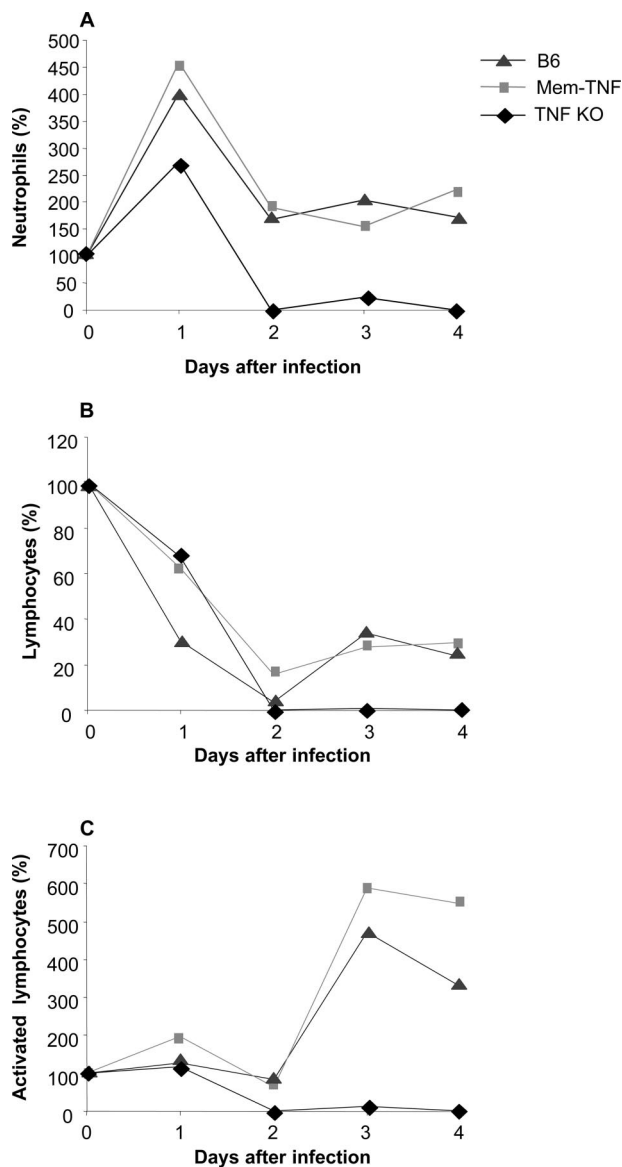 A
500
450
400
350
300
250
200
150
100
50
0
Neutrophils (%)
0 1 2 3 4
Days after infection
B6
Mem-TNF
TNF KO
B
120
100
80
60
40
20
0
Lymphocytes (%)
0 1 2 3 4
Days after infection
C
700
600
500
400
300
200
100
0
Activated lymphocytes (%)
0 1 2 3 4
Days after infection